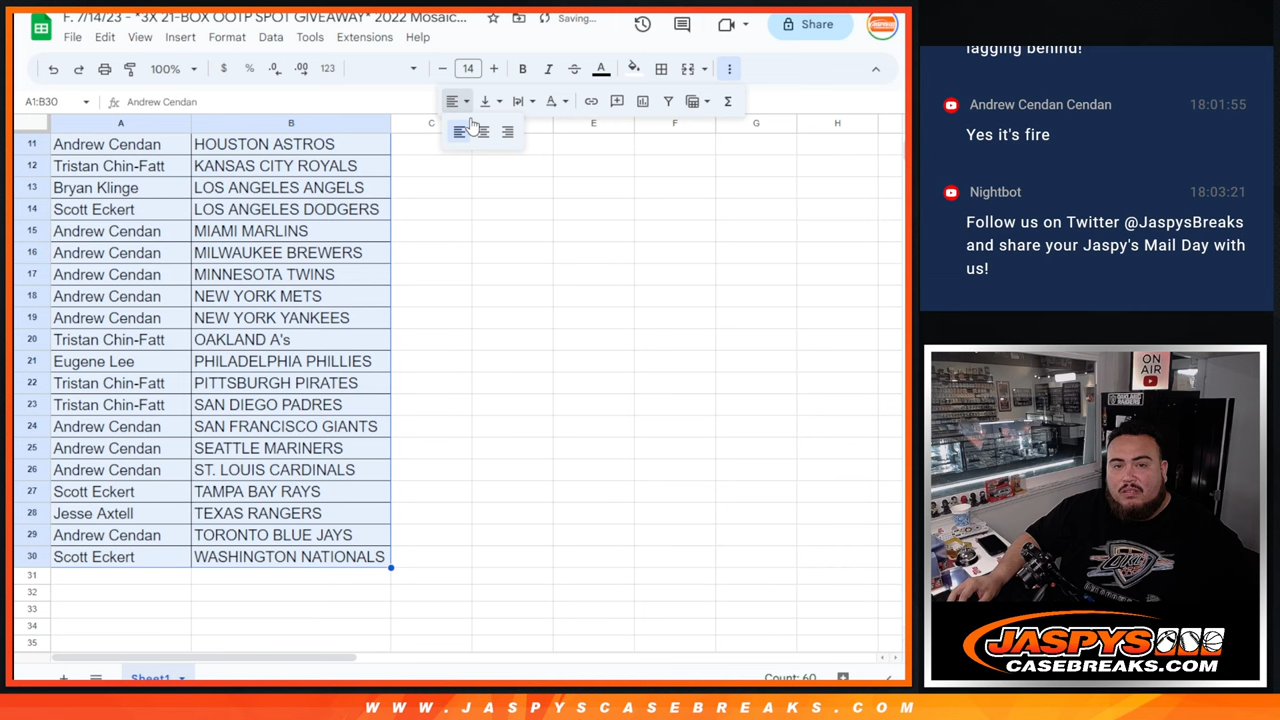 F. 7/14/23 - *3X 21-BOX OOTP SPOT GIVEAWAY* 2022 Mosaic...
Saving...
Share
File Edit View Insert Format Data Tools Extensions Help
100% $ % .0 .00 123 14 B I A
A1:B30 fx Andrew Cendan
A B C E F G H
11 Andrew Cendan HOUSTON ASTROS
12 Tristan Chin-Fatt KANSAS CITY ROYALS
13 Bryan Klinge LOS ANGELES ANGELS
14 Scott Eckert LOS ANGELES DODGERS
15 Andrew Cendan MIAMI MARLINS
16 Andrew Cendan MILWAUKEE BREWERS
17 Andrew Cendan MINNESOTA TWINS
18 Andrew Cendan NEW YORK METS
19 Andrew Cendan NEW YORK YANKEES
20 Tristan Chin-Fatt OAKLAND A's
21 Eugene Lee PHILADELPHIA PHILLIES
22 Tristan Chin-Fatt PITTSBURGH PIRATES
23 Tristan Chin-Fatt SAN DIEGO PADRES
24 Andrew Cendan SAN FRANCISCO GIANTS
25 Andrew Cendan SEATTLE MARINERS
26 Andrew Cendan ST. LOUIS CARDINALS
27 Scott Eckert TAMPA BAY RAYS
28 Jesse Axtell TEXAS RANGERS
29 Andrew Cendan TORONTO BLUE JAYS
30 Scott Eckert WASHINGTON NATIONALS
31
32
33
34
35
Sheet1
Count: 60
lagging behind!
Andrew Cendan Cendan 18:01:55
Yes it's fire
Nightbot 18:03:21
Follow us on Twitter @JaspysBreaks
and share your Jaspy's Mail Day with
us!
ON
AIR
OKC
JASPYS
CASEBREAKS.COM
WWW.JASPYSCASEBREAKS.COM